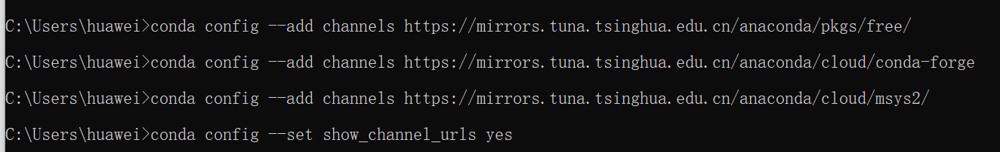 C:\Users\huawei>conda config --add channels https://mirrors.tuna.tsinghua.edu.cn/anaconda/pkgs/free/
C:\Users\huawei>conda config --add channels https://mirrors.tuna.tsinghua.edu.cn/anaconda/cloud/conda-forge
C:\Users\huawei>conda config --add channels https://mirrors.tuna.tsinghua.edu.cn/anaconda/cloud/msys2/
C:\Users\huawei>conda config --set show_channel_urls yes